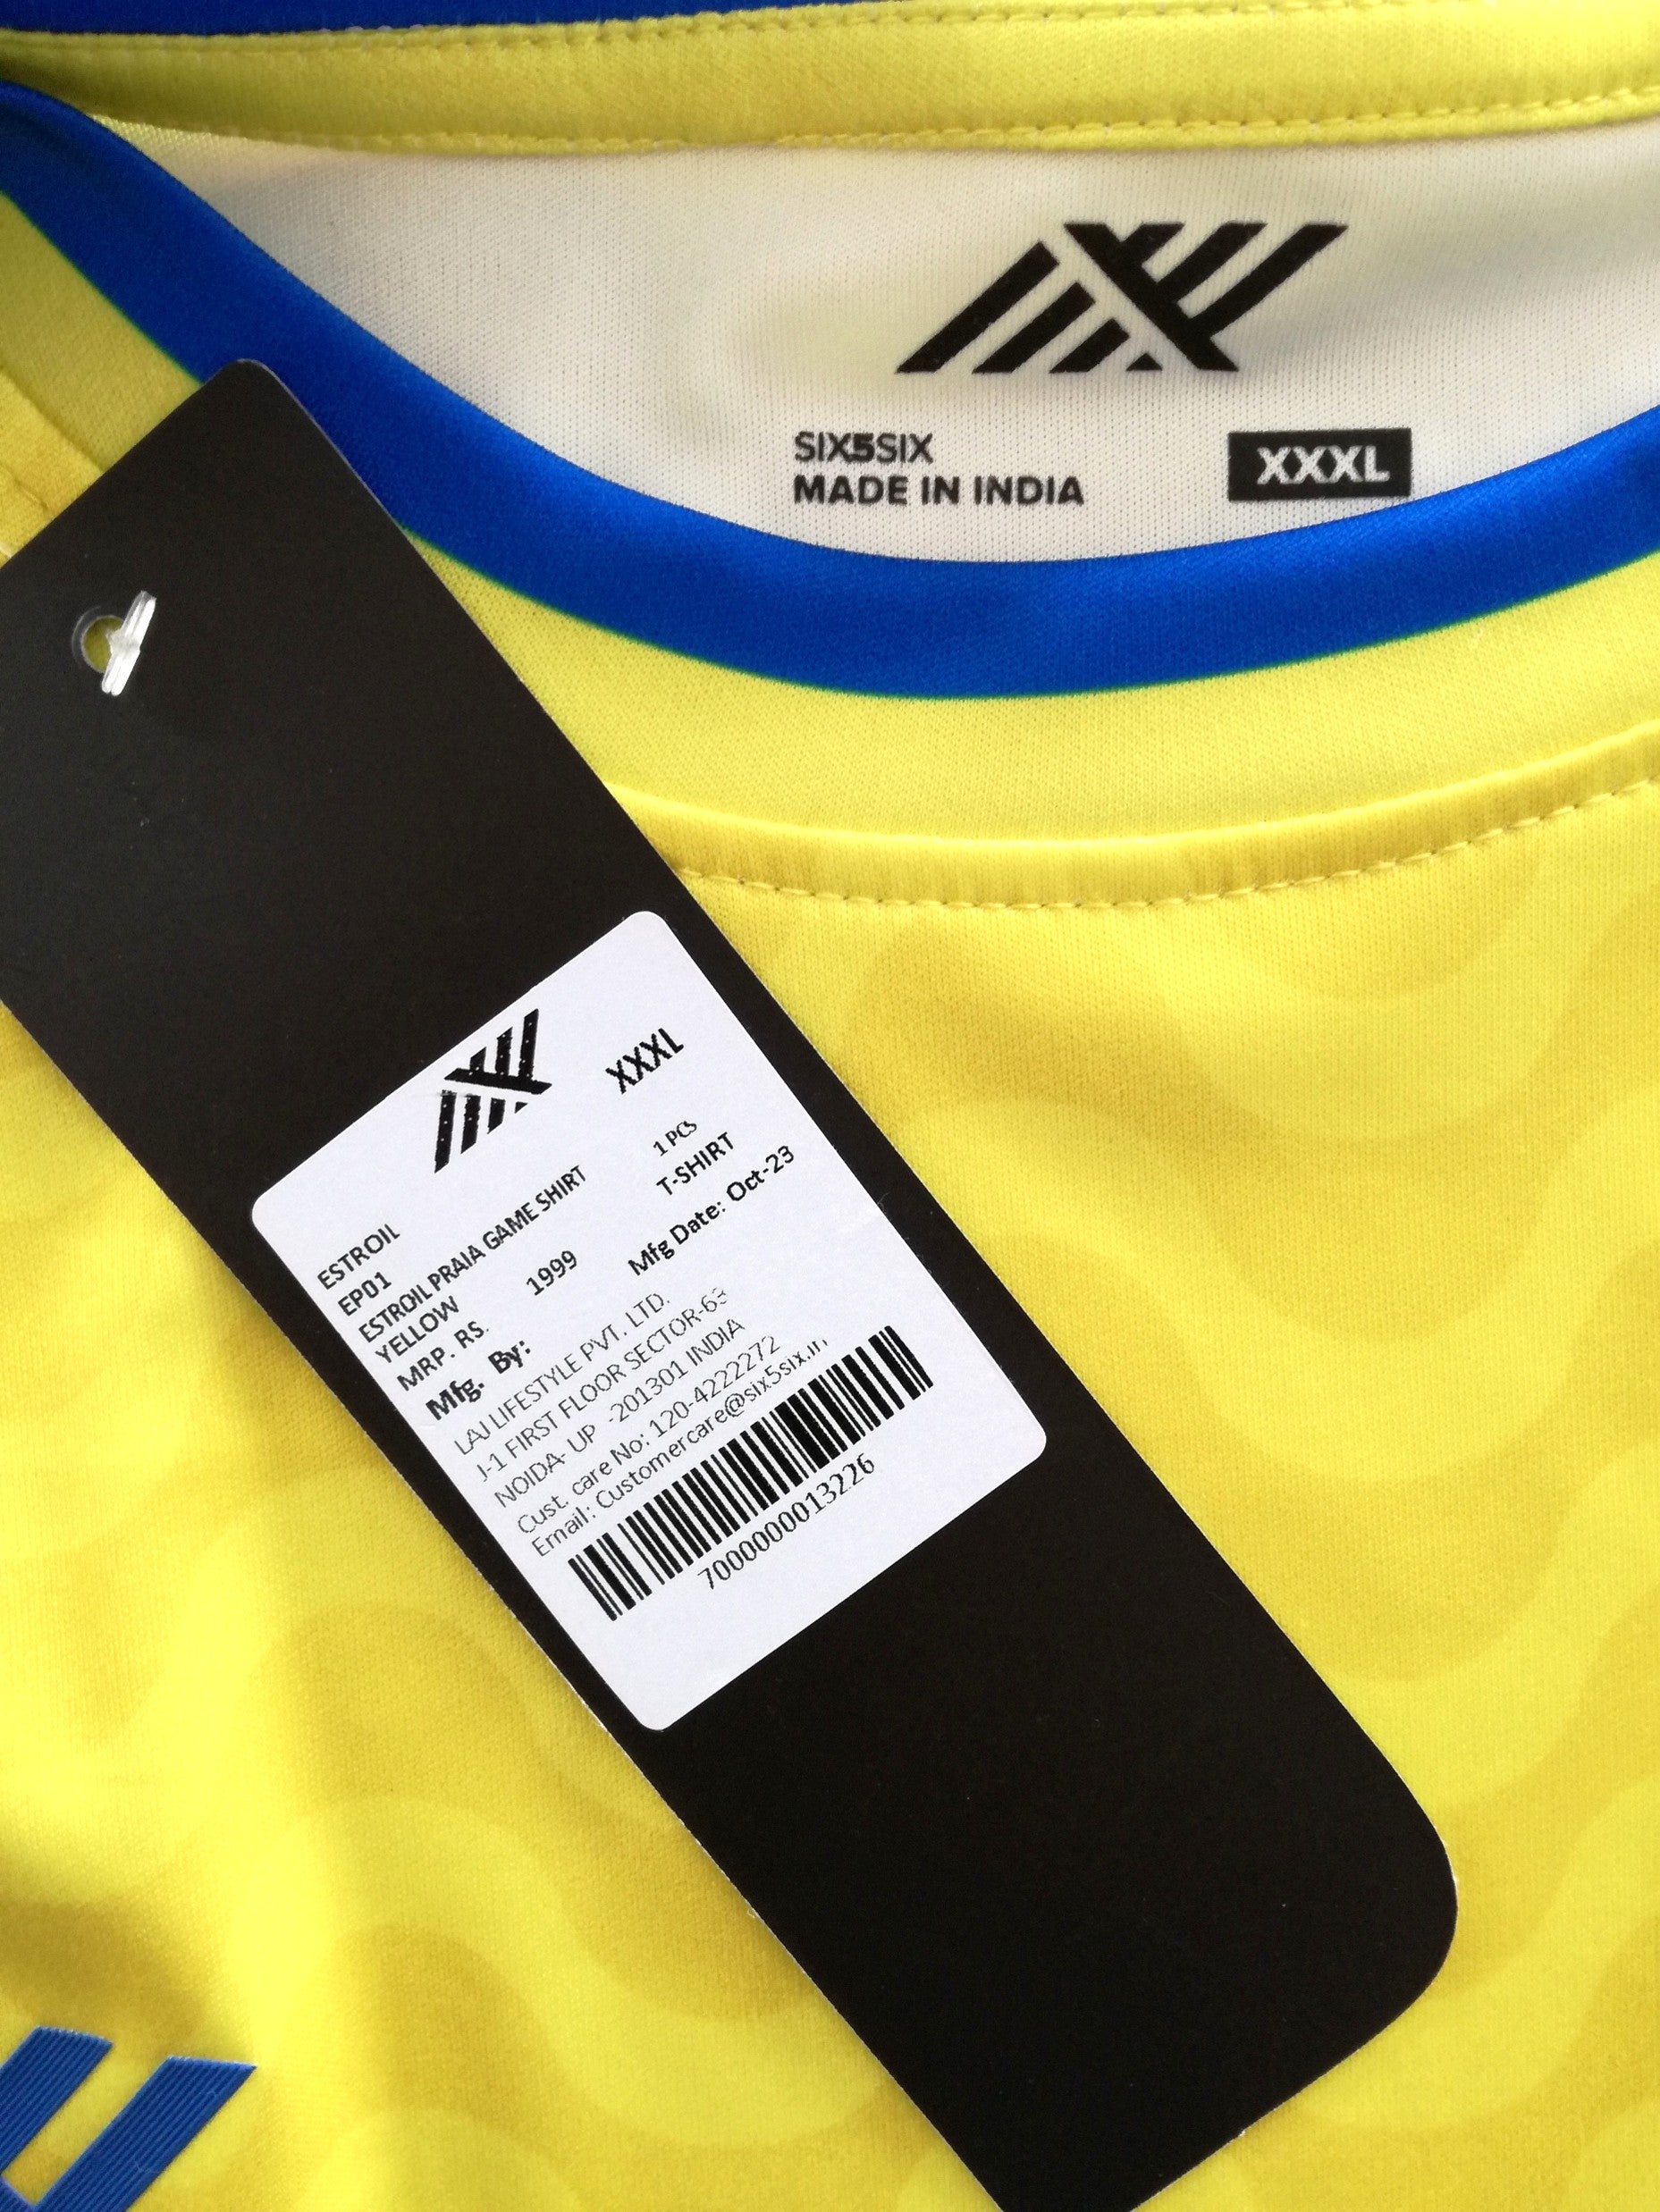 SIX5SIX
MADE IN INDIA
XXXL
XXXL
ESTROIL
EP01 1 PCS
ESTROIL PRAIA GAME SHIRT T-SHIRT
YELLOW
MRP. RS. 1999 Mfg Date: Oct-23
Mfg. By:
LAJ LIFESTYLE PVT. LTD.
J-1 FIRST FLOOR SECTOR-63
NOIDA- UP -201301 INDIA
Cust. care No: 120-4222272
Email: Customercare@six5six.in
7000000013226